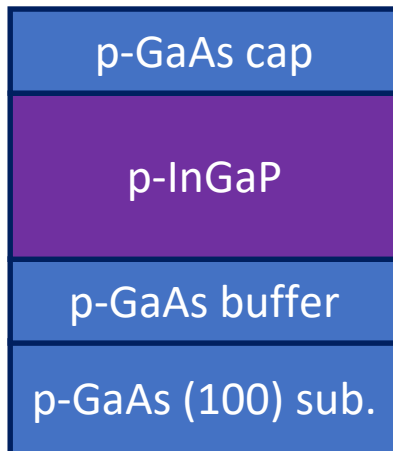 p-GaAs cap
p-InGaP
p-GaAs buffer
p-GaAs (100) sub.